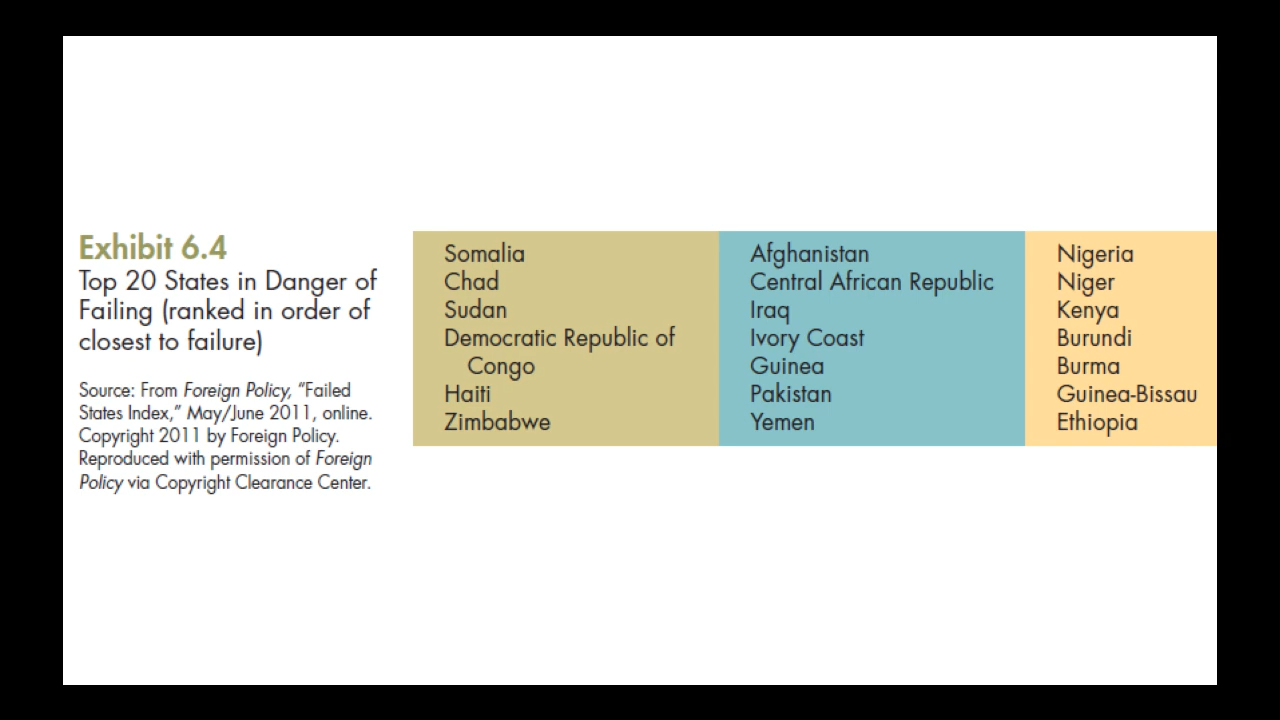 Exhibit 6.4
Top 20 States in Danger of
Failing (ranked in order of
closest to failure)
Source: From Foreign Policy, “Failed
States Index,” May/June 2011, online.
Copyright 2011 by Foreign Policy.
Reproduced with permission of Foreign
Policy via Copyright Clearance Center.
Somalia
Chad
Sudan
Democratic Republic of
Congo
Haiti
Zimbabwe
Afghanistan
Central African Republic
Iraq
Ivory Coast
Guinea
Pakistan
Yemen
Nigeria
Niger
Kenya
Burundi
Burma
Guinea-Bissau
Ethiopia